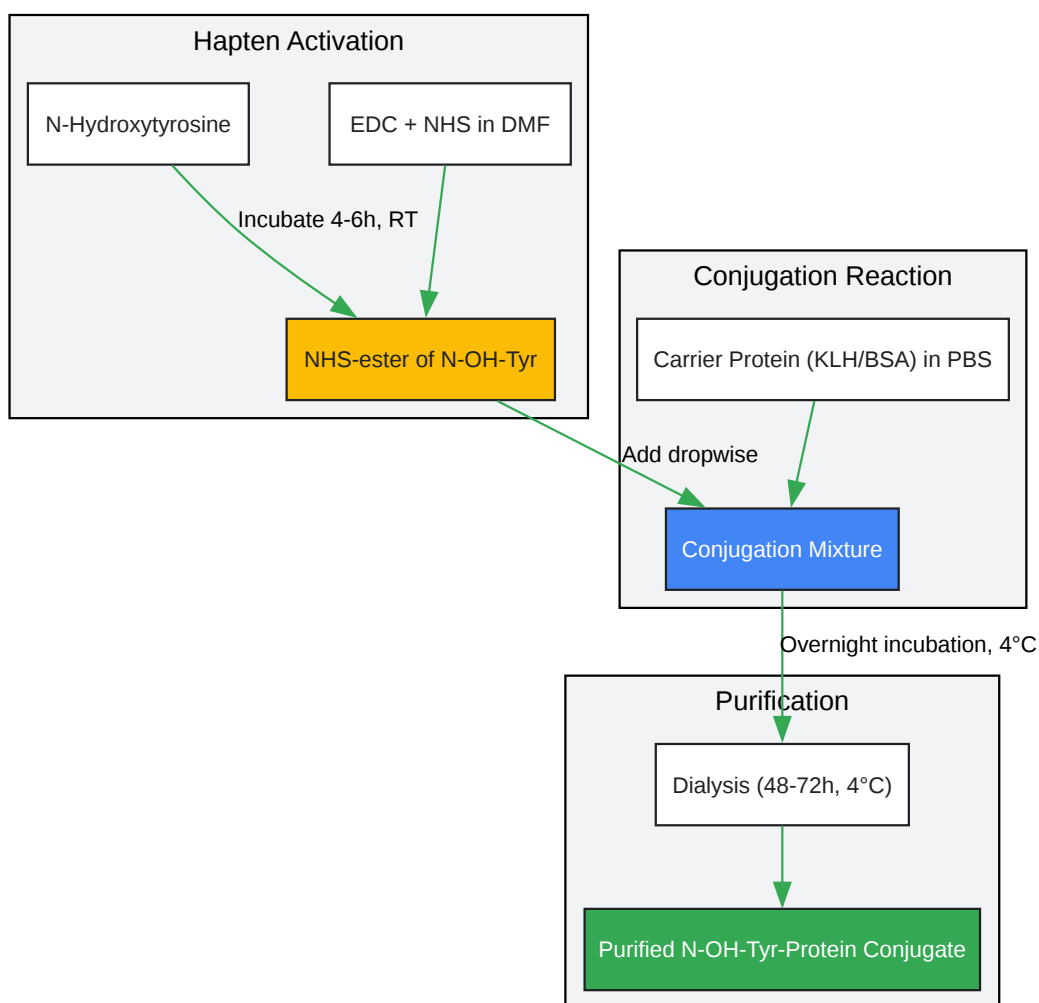 Hapten Activation
N-Hydroxytyrosine
EDC + NHS in DMF
Incubate 4-6h, RT
NHS-ester of N-OH-Tyr
Conjugation Reaction
Carrier Protein (KLH/BSA) in PBS
Add dropwise
Conjugation Mixture
Overnight incubation, 4°C
Purification
Dialysis (48-72h, 4°C)
Purified N-OH-Tyr-Protein Conjugate